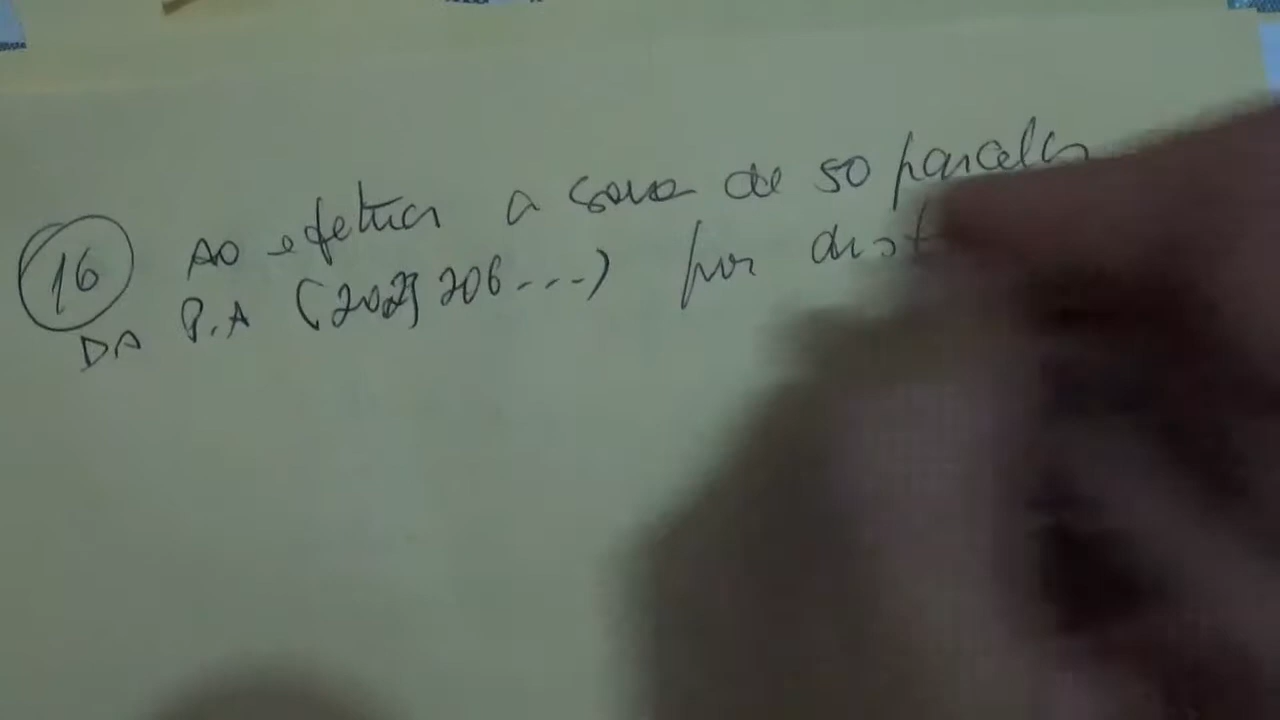 16 AO efetuar a soma de 50 parcelas
DA P.A (202, 206...) por dist